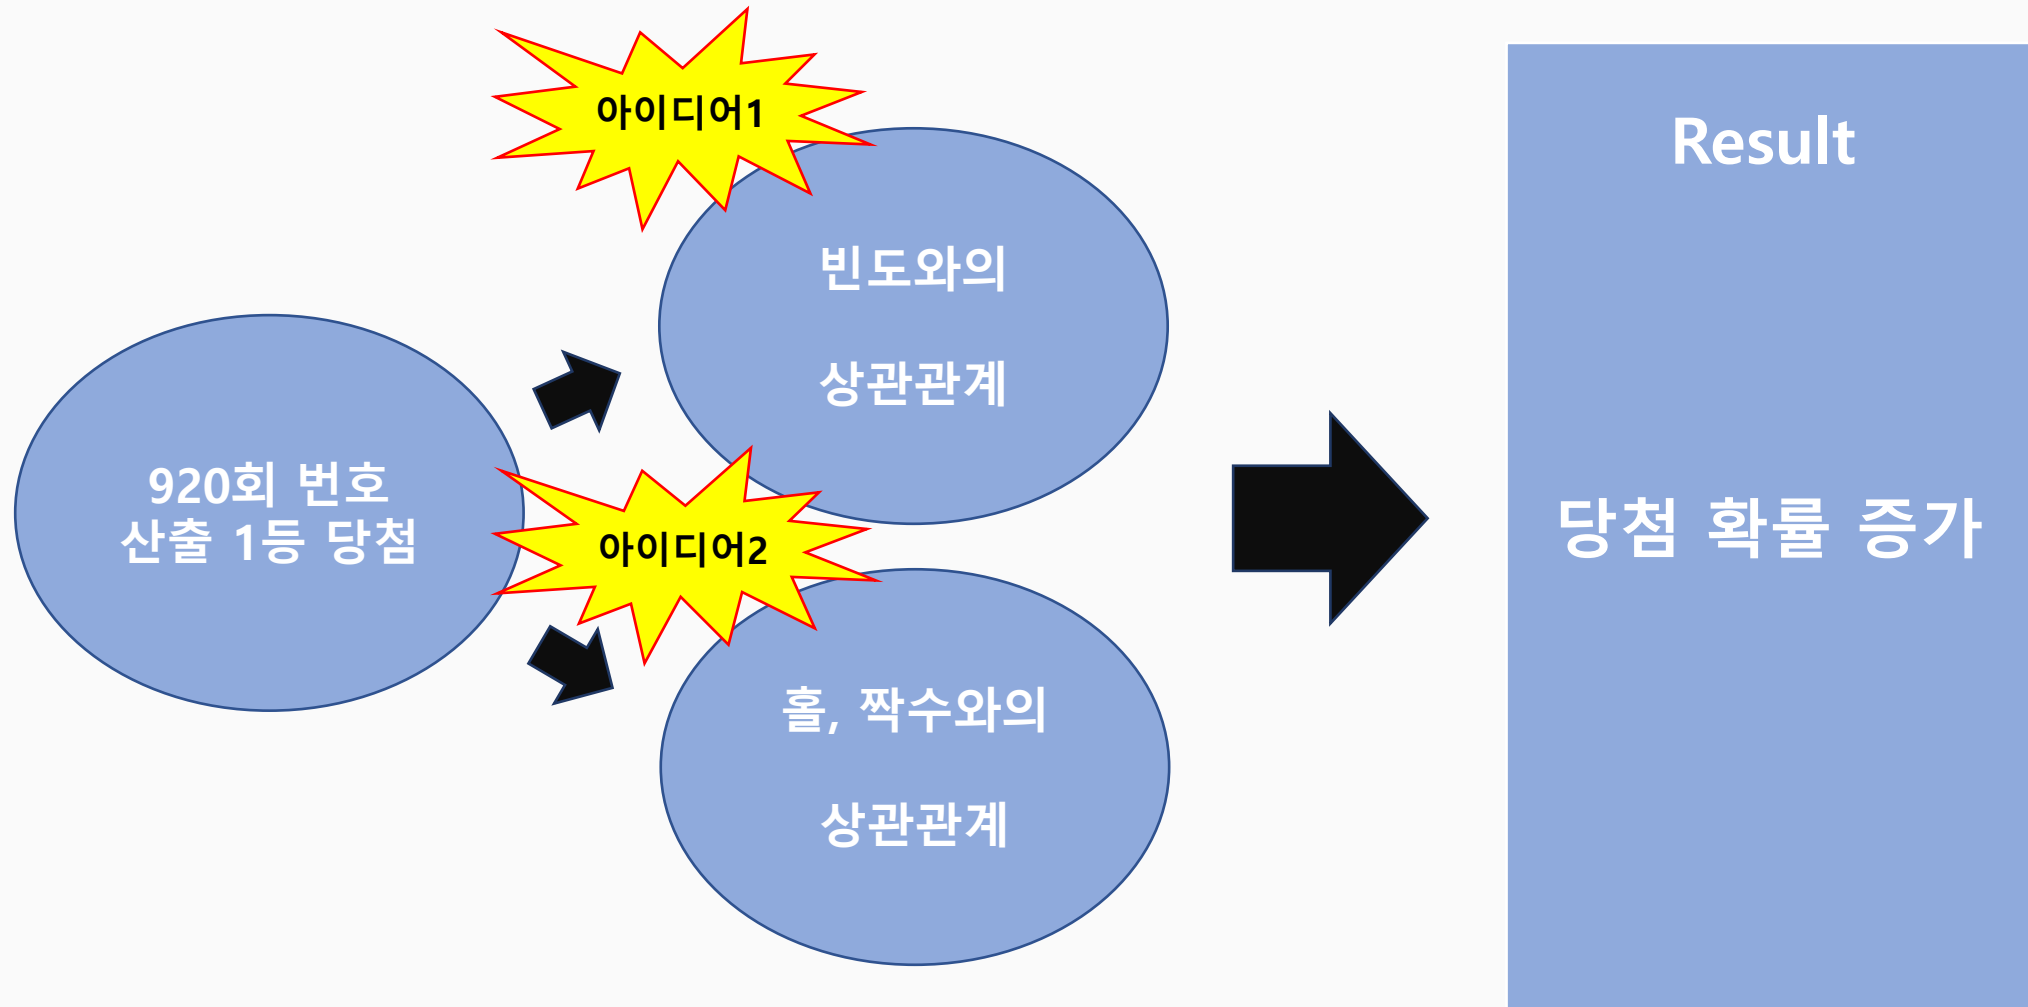 920회 번호
산출 1등 당첨
아이디어1
빈도와의
상관관계
아이디어2
홀, 짝수와의
상관관계
Result
당첨 확률 증가